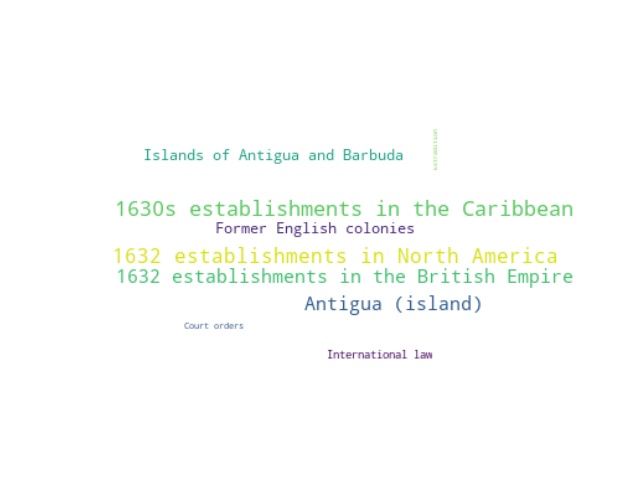 Islands of Antigua and Barbuda
1630s establishments in the Caribbean
Former English colonies
1632 establishments in North America
1632 establishments in the British Empire
Antigua (island)
Court orders
International law